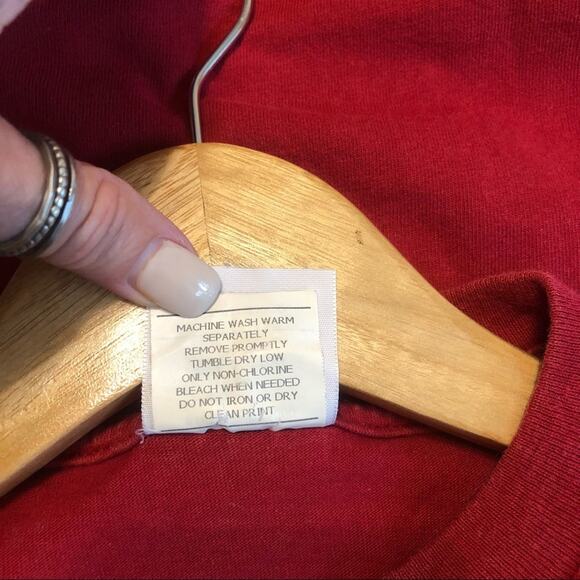 MACHINE WASH WARM
SEPARATELY
REMOVE PROMPTLY
TUMBLE DRY LOW
ONLY NON-CHLORINE
BLEACH WHEN NEEDED
DO NOT IRON OR DRY
CLEAN PRINT